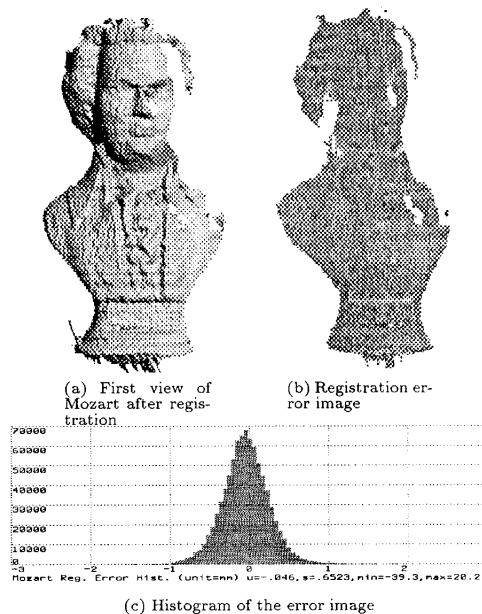 (a) First view of
Mozart after regis-
tration
(b) Registration er-
ror image
70000
60000
50000
40000
30000
20000
10000
0
-3 -2 -1 0 1 2
Mozart Reg. Error Hist. (unit=mm) u=-.046,s=.6523,min=-39.3,max=20.2
(c) Histogram of the error image